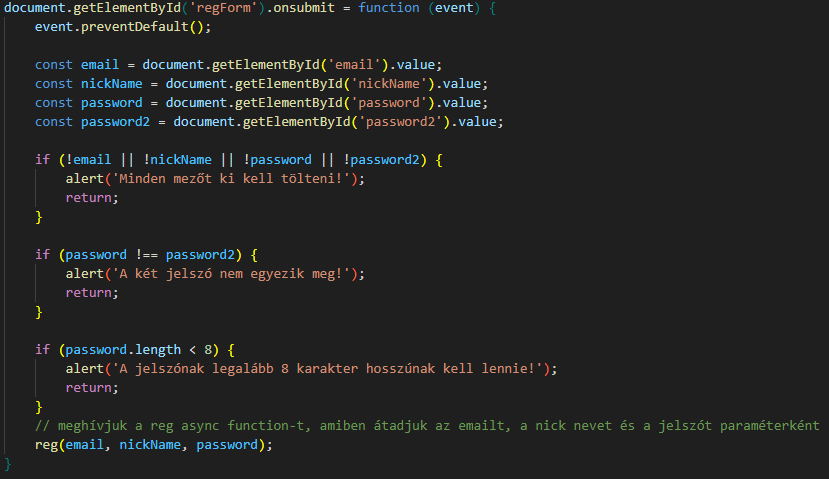 document.getElementById('regForm').onsubmit = function (event) {
    event.preventDefault();

    const email = document.getElementById('email').value;
    const nickName = document.getElementById('nickName').value;
    const password = document.getElementById('password').value;
    const password2 = document.getElementById('password2').value;

    if (!email || !nickName || !password || !password2) {
        alert('Minden mezőt ki kell tölteni!');
        return;
    }

    if (password !== password2) {
        alert('A két jelszó nem egyezik meg!');
        return;
    }

    if (password.length < 8) {
        alert('A jelszónak legalább 8 karakter hosszúnak kell lennie!');
        return;
    }
    // meghívjuk a reg async function-t, amiben átadjuk az emailt, a nick nevet és a jelszót paraméterként
    reg(email, nickName, password);
}